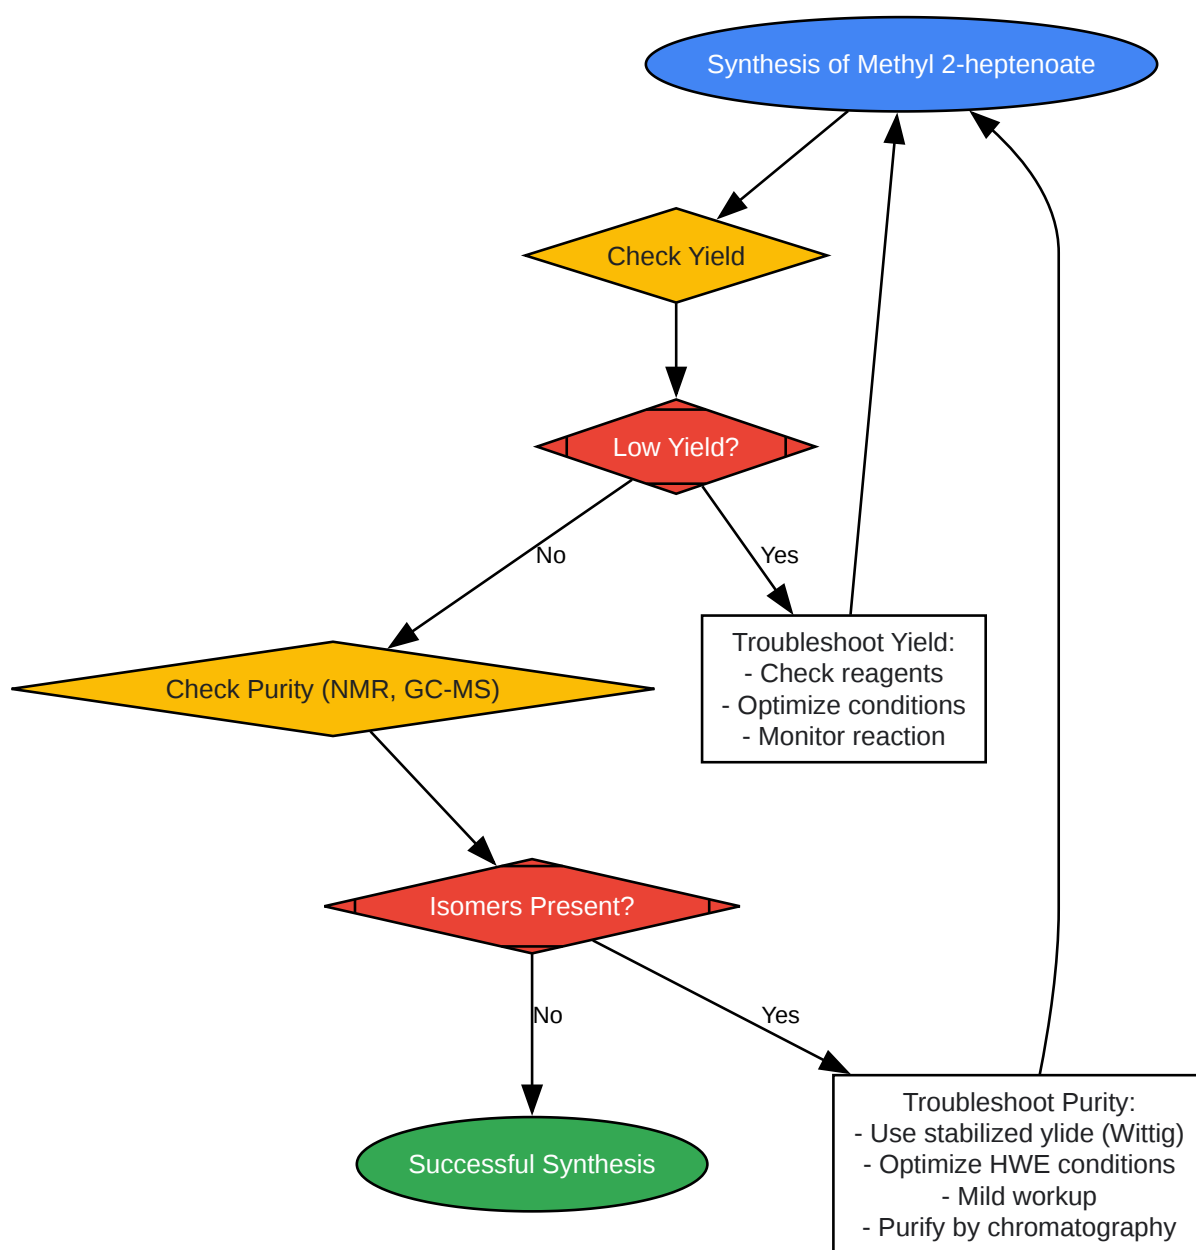 Synthesis of Methyl 2-heptenoate
Check Yield
Low Yield?
No
Yes
Troubleshoot Yield:
- Check reagents
- Optimize conditions
- Monitor reaction
Check Purity (NMR, GC-MS)
Isomers Present?
No
Yes
Successful Synthesis
Troubleshoot Purity:
- Use stabilized ylide (Wittig)
- Optimize HWE conditions
- Mild workup
- Purify by chromatography